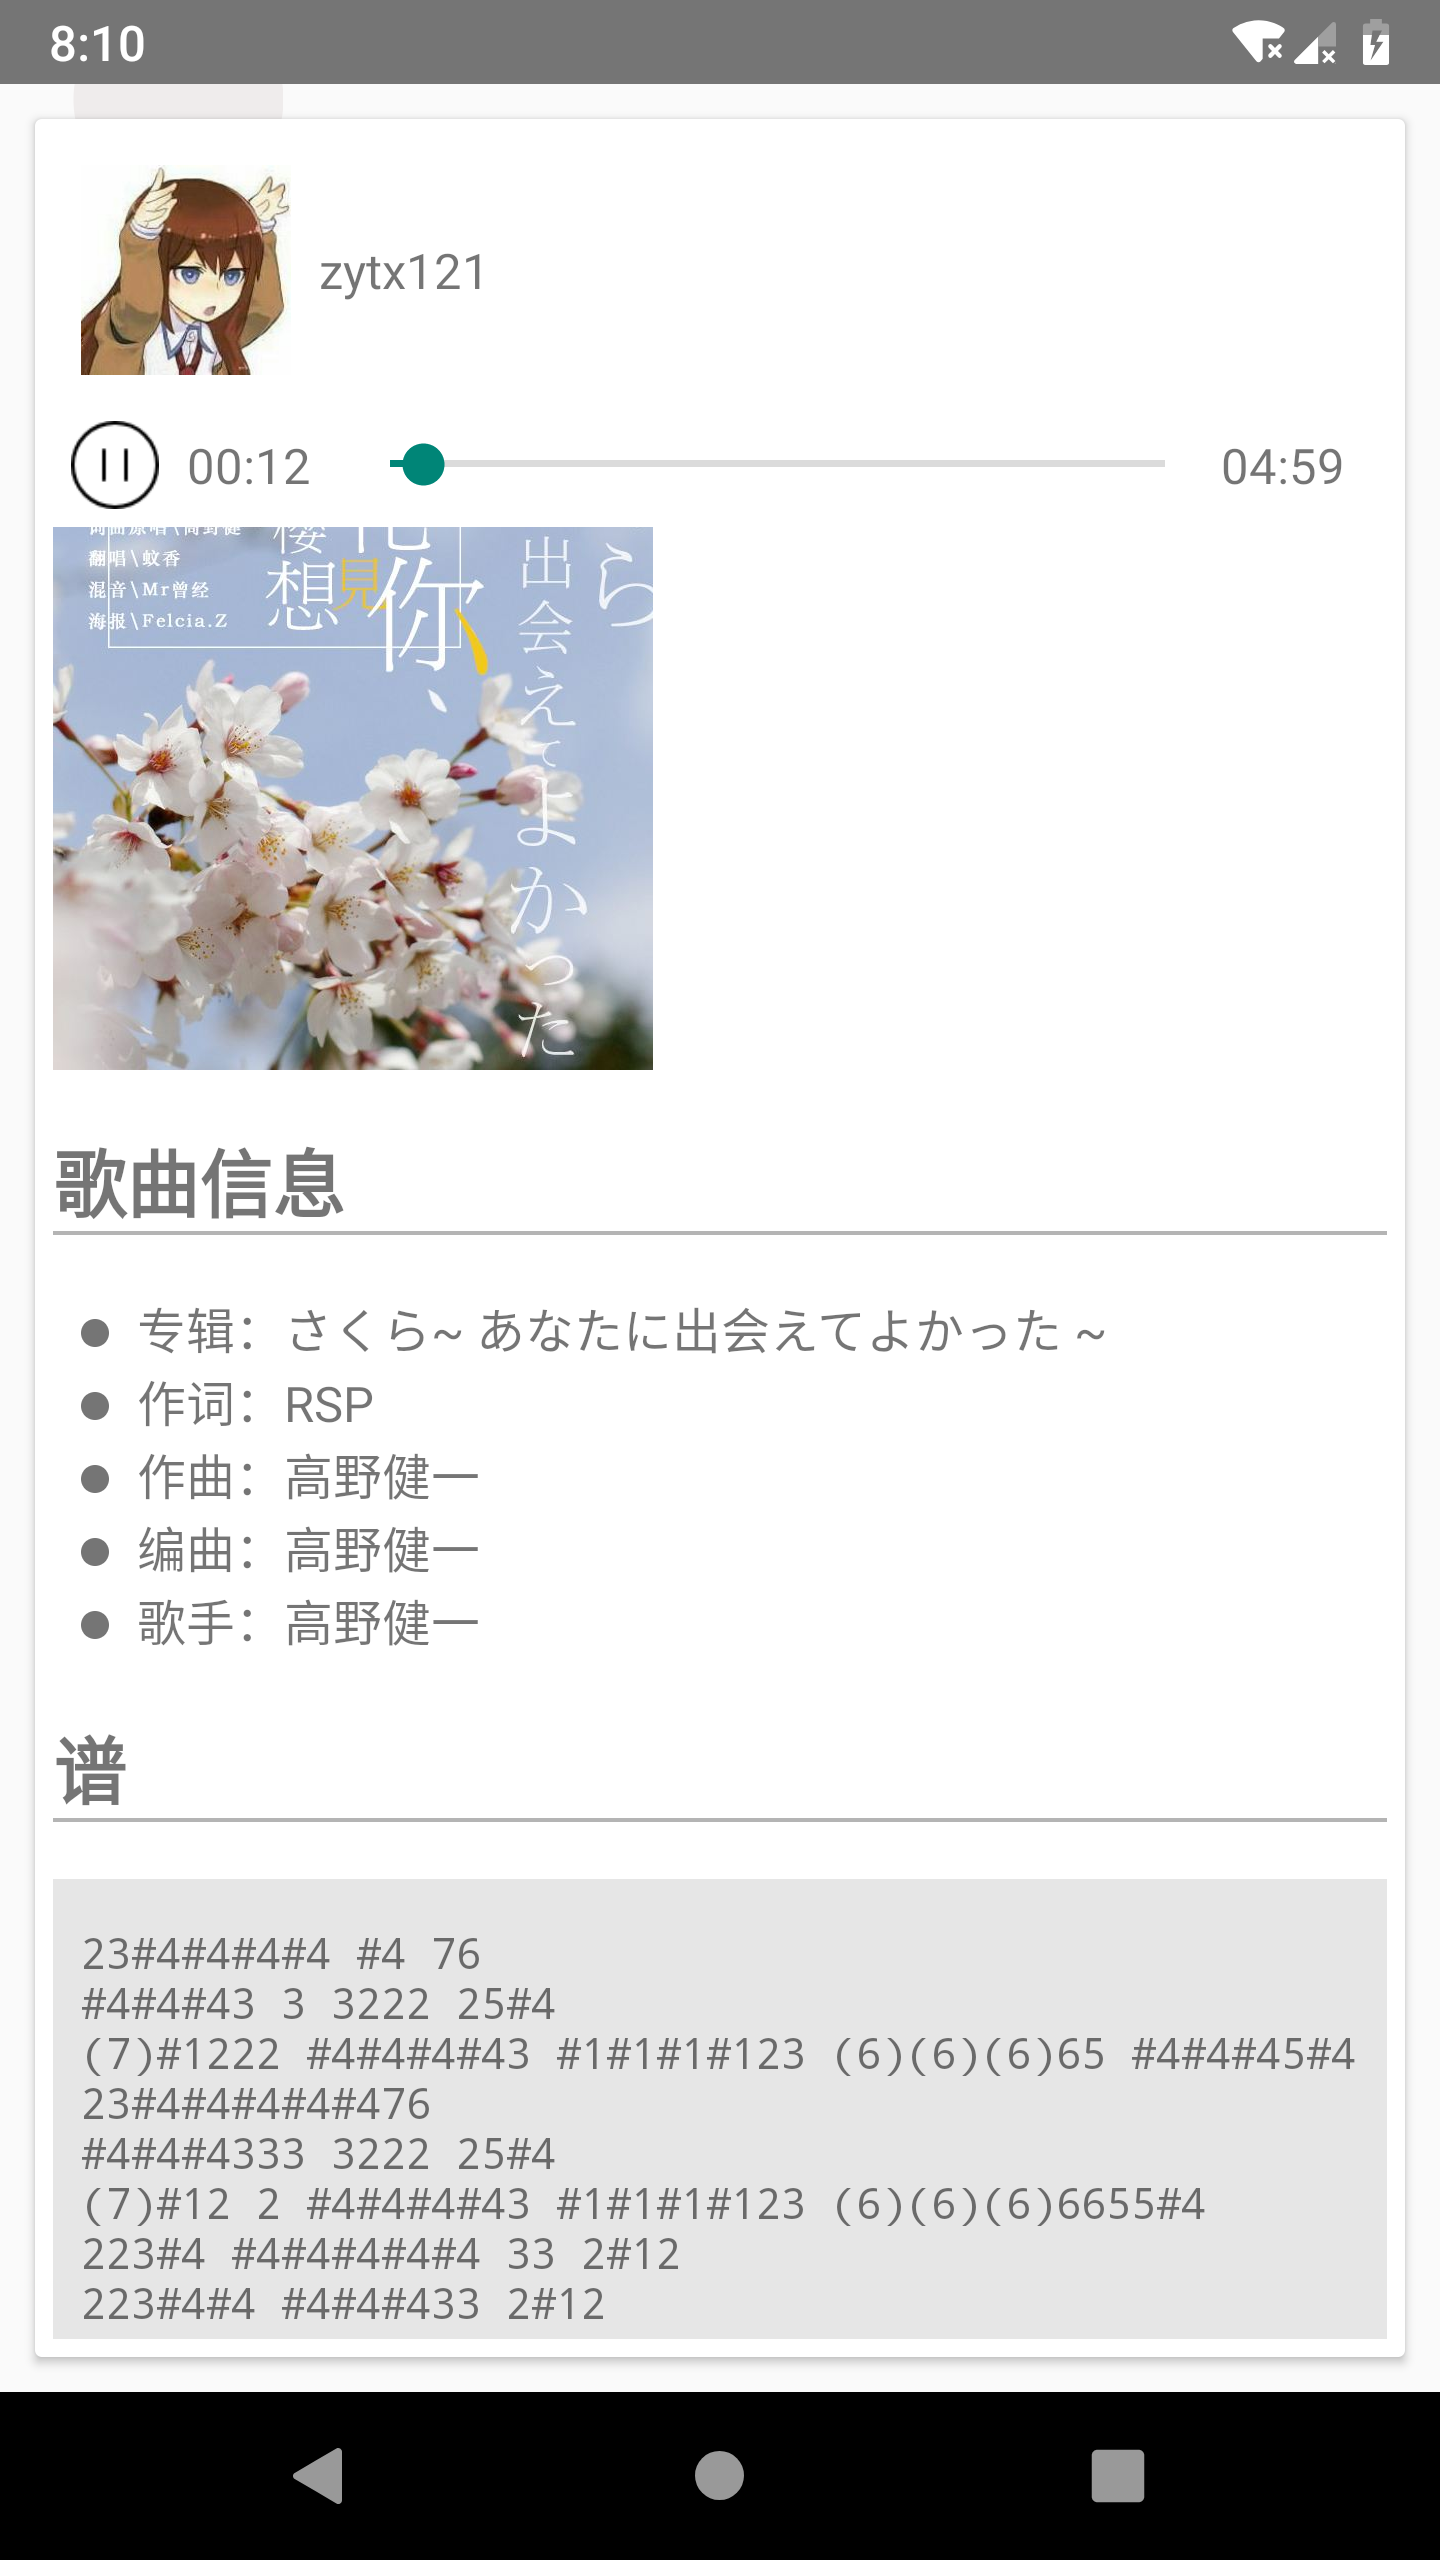 8:10
zytx121
00:12
04:59
翻唱\蚊香
混音\Mr曾经
海报\Felcia.Z
想見你、
ら
出会えてよかった
歌曲信息
专辑：さくら~ あなたに出会えてよかった ~
作词：RSP
作曲：高野健一
编曲：高野健一
歌手：高野健一
谱
23#4#4#4#4 #4 76
#4#4#43 3 3222 25#4
(7)#1222 #4#4#4#43 #1#1#1#123 (6)(6)(6)65 #4#4#45#4
23#4#4#4#4#476
#4#4#4333 3222 25#4
(7)#12 2 #4#4#4#43 #1#1#1#123 (6)(6)(6)6655#4
223#4 #4#4#4#4#4 33 2#12
223#4#4 #4#4#433 2#12